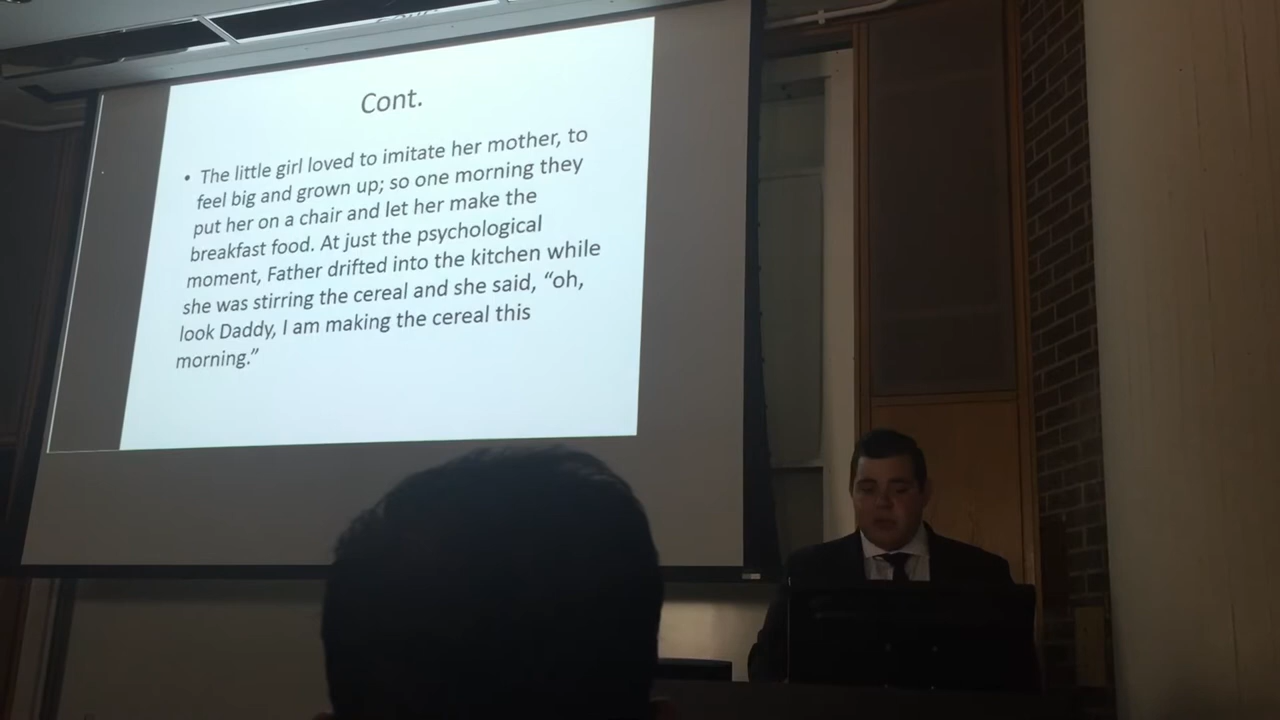 Cont.
• The little girl loved to imitate her mother, to
feel big and grown up; so one morning they
put her on a chair and let her make the
breakfast food. At just the psychological
moment, Father drifted into the kitchen while
she was stirring the cereal and she said, “oh,
look Daddy, I am making the cereal this
morning.”